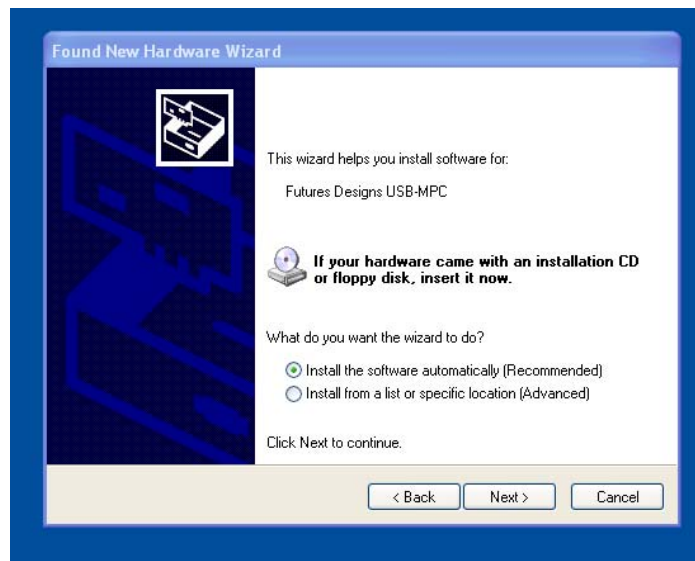 Found New Hardware Wizard
This wizard helps you install software for:
Futures Designs USB-MPC
If your hardware came with an installation CD
or floppy disk, insert it now.
What do you want the wizard to do?
Install the software automatically (Recommended)
Install from a list or specific location (Advanced)
Click Next to continue.
< Back Next > Cancel